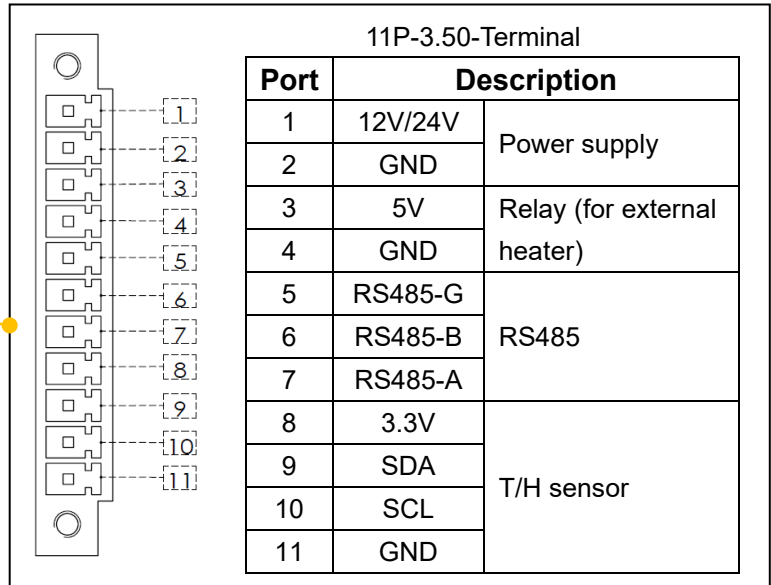 11P-3.50-Terminal
Port Description
1 12V/24V Power supply
2 GND
3 5V Relay (for external
4 GND heater)
5 RS485-G
6 RS485-B RS485
7 RS485-A
8 3.3V
9 SDA T/H sensor
10 SCL
11 GND
1
2
3
4
5
6
7
8
9
10
11